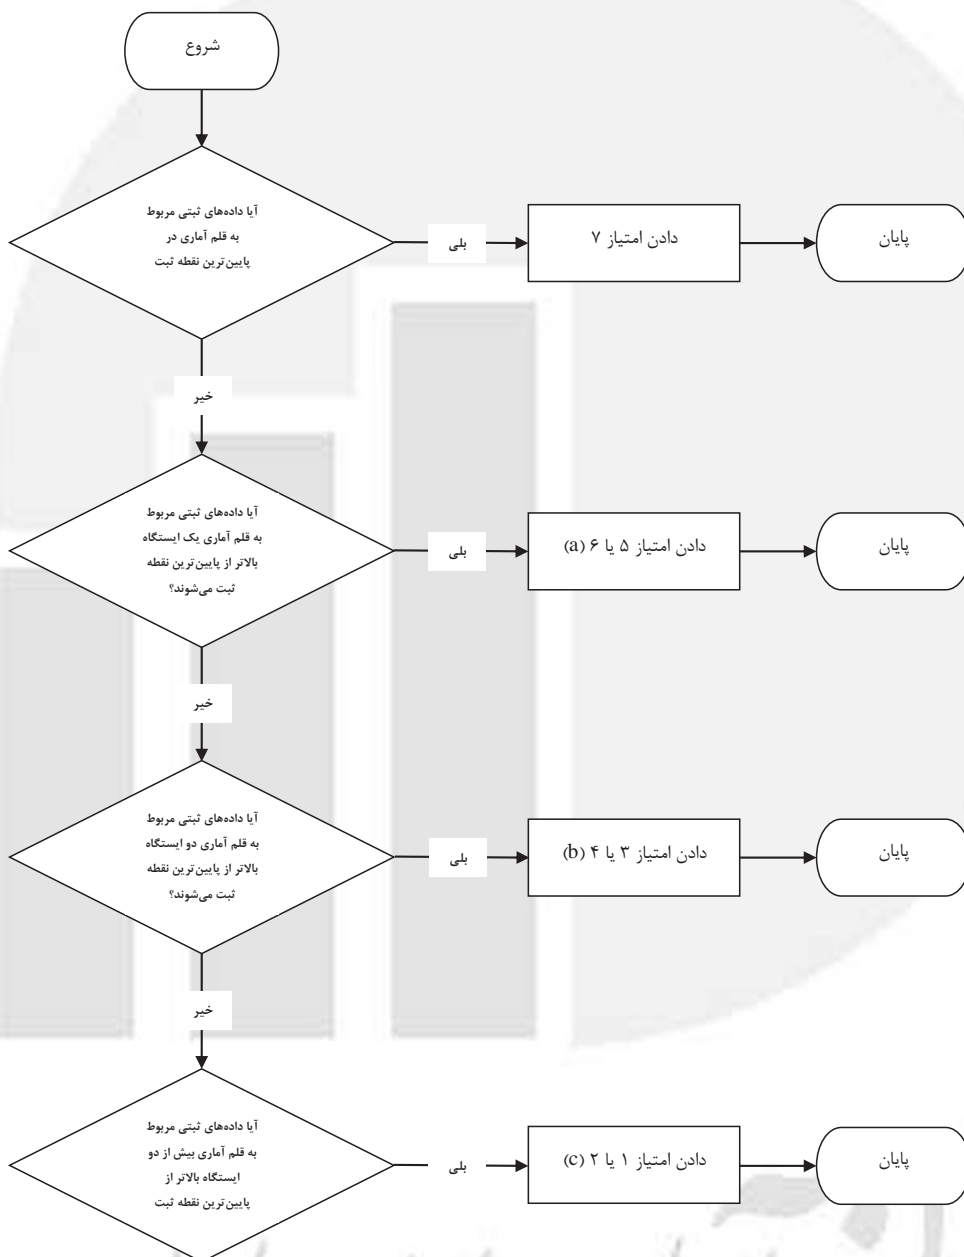 شروع
آیا داده‌های ثبتی مربوط
به قلم آماری در
پایین‌ترین نقطه ثبت
بلی
دادن امتیاز ۷
پایان
خیر
آیا داده‌های ثبتی مربوط
به قلم آماری یک ایستگاه
بالاتر از پایین‌ترین نقطه
ثبت می‌شوند؟
بلی
دادن امتیاز ۵ یا ۶ (a)
پایان
خیر
آیا داده‌های ثبتی مربوط
به قلم آماری دو ایستگاه
بالاتر از پایین‌ترین نقطه
ثبت می‌شوند؟
بلی
دادن امتیاز ۳ یا ۴ (b)
پایان
خیر
آیا داده‌های ثبتی مربوط
به قلم آماری بیش از دو
ایستگاه بالاتر از
پایین‌ترین نقطه ثبت
بلی
دادن امتیاز ۱ یا ۲ (c)
پایان